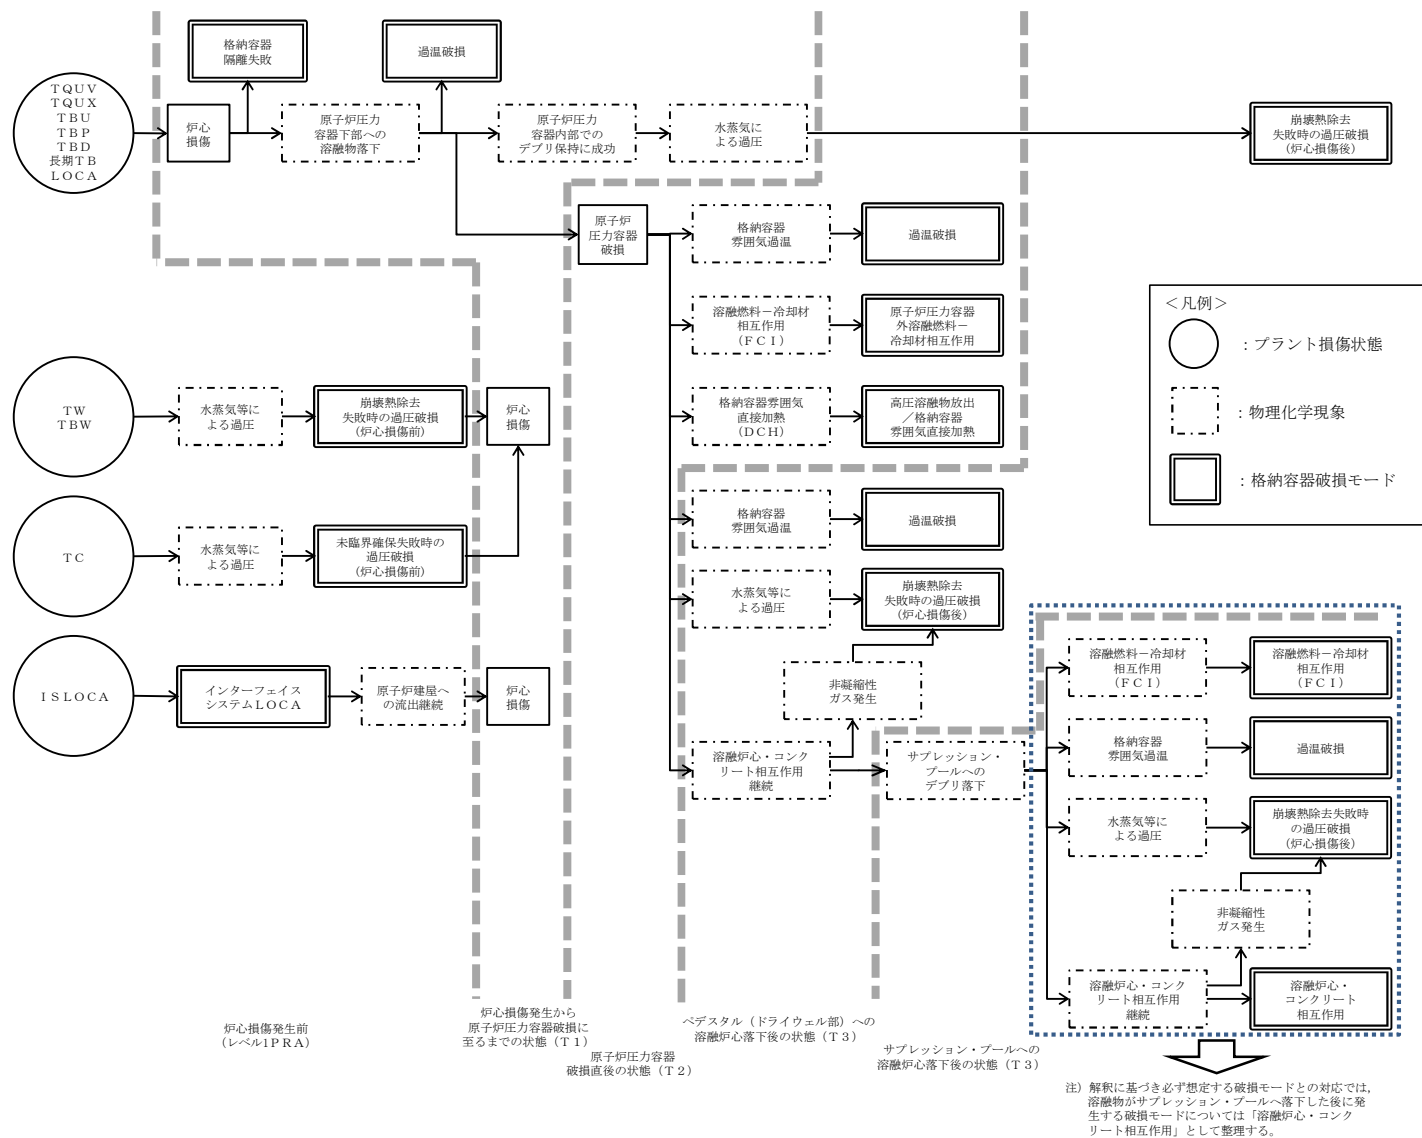 格納容器
隔離失敗
過温破損
ＴＱＵＶ
ＴＱＵＸ
ＴＢＵ
ＴＢＰ
ＴＢＤ
長期ＴＢ
ＬＯＣＡ
炉心
損傷
原子炉圧力
容器下部への
溶融物落下
原子炉圧力
容器内部での
デブリ保持に成功
水蒸気に
よる過圧
崩壊熱除去
失敗時の過圧破損
(炉心損傷後)
原子炉
圧力容器
破損
格納容器
雰囲気過温
過温破損
溶融燃料－冷却材
相互作用
(ＦＣＩ)
原子炉圧力容器
外溶融燃料－
冷却材相互作用
格納容器雰囲気
直接加熱
(ＤＣＨ)
高圧溶融物放出
／格納容器
雰囲気直接加熱
＜凡例＞
：プラント損傷状態
：物理化学現象
：格納容器破損モード
ＴＷ
ＴＢＷ
水蒸気等に
よる過圧
崩壊熱除去
失敗時の過圧破損
(炉心損傷前)
炉心
損傷
ＴＣ
水蒸気等に
よる過圧
未臨界確保失敗時の
過圧破損
(炉心損傷前)
格納容器
雰囲気過温
過温破損
水蒸気等に
よる過圧
崩壊熱除去
失敗時の過圧破損
(炉心損傷後)
ＩＳＬＯＣＡ
インターフェイス
システムＬＯＣＡ
原子炉建屋へ
の流出継続
炉心
損傷
非凝縮性
ガス発生
溶融炉心・コンク
リート相互作用
継続
サプレッション・
プールへの
デブリ落下
溶融燃料－冷却材
相互作用
(ＦＣＩ)
溶融燃料－冷却材
相互作用
(ＦＣＩ)
格納容器
雰囲気過温
過温破損
水蒸気等に
よる過圧
崩壊熱除去失敗時
の過圧破損
(炉心損傷後)
非凝縮性
ガス発生
溶融炉心・コンク
リート相互作用
継続
溶融炉心・
コンクリート
相互作用
炉心損傷発生前
（レベル1ＰＲＡ）
炉心損傷発生から
原子炉圧力容器破損に
至るまでの状態（Ｔ１）
原子炉圧力容器
破損直後の状態（Ｔ２）
ペデスタル（ドライウェル部）への
溶融炉心落下後の状態（Ｔ３）
サプレッション・プールへの
溶融炉心落下後の状態（Ｔ３）
注）解釈に基づき必ず想定する破損モードとの対応では，
溶融物がサプレッション・プールへ落下した後に発
生する破損モードについては「溶融炉心・コンク
リート相互作用」として整理する。